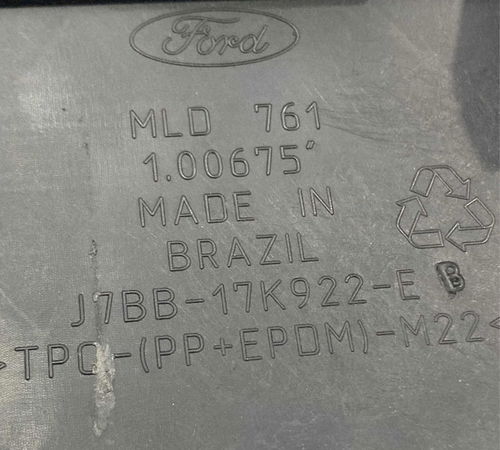 Ford
MLD 761
1.00675'
MADE IN
BRAZIL
J7BB-17K922-E B
>TPO-(PP+EPDM)-M22<